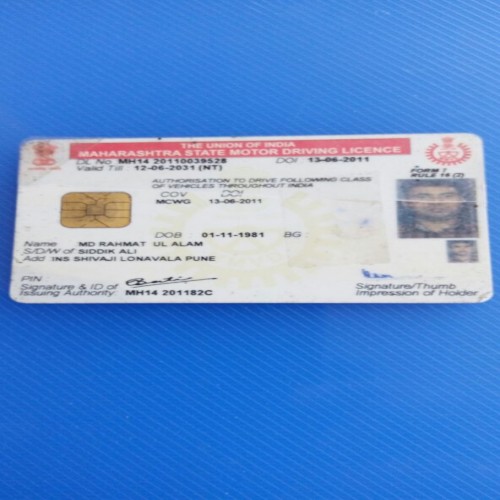 THE UNION OF INDIA
MAHARASHTRA STATE MOTOR DRIVING LICENCE
DL No MH14 20110039528 DOI 13-06-2011
Valid Till 12-06-2031 (NT)
FORM 7
RULE 16 (2)
AUTHORISATION TO DRIVE FOLLOWING CLASS
OF VEHICLES THROUGHOUT INDIA
COV DOI
MCWG 13-06-2011
DOB 01-11-1981 BG
Name MD RAHMAT UL ALAM
S/D/W of SIDDIK ALI
Add INS SHIVAJI LONAVALA PUNE
PIN
Signature & ID of
Issuing Authority MH14 201182C
Signature/Thumb
Impression of Holder